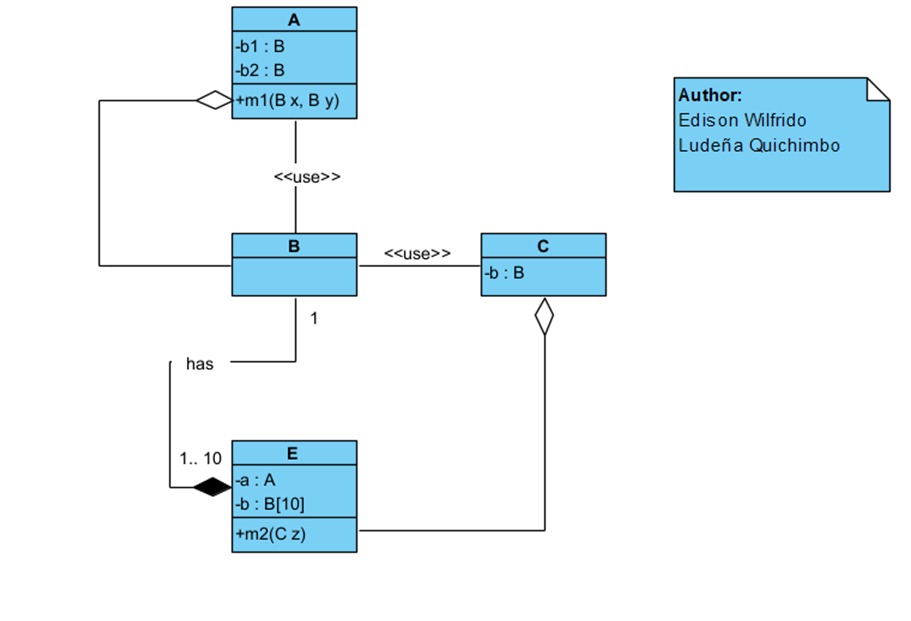 A
-b1 : B
-b2 : B
+m1(B x, B y)
Author:
Edison Wilfrido
Ludeña Quichimbo
<<use>>
B
<<use>>
C
-b : B
1
has
1.. 10
E
-a : A
-b : B[10]
+m2(C z)